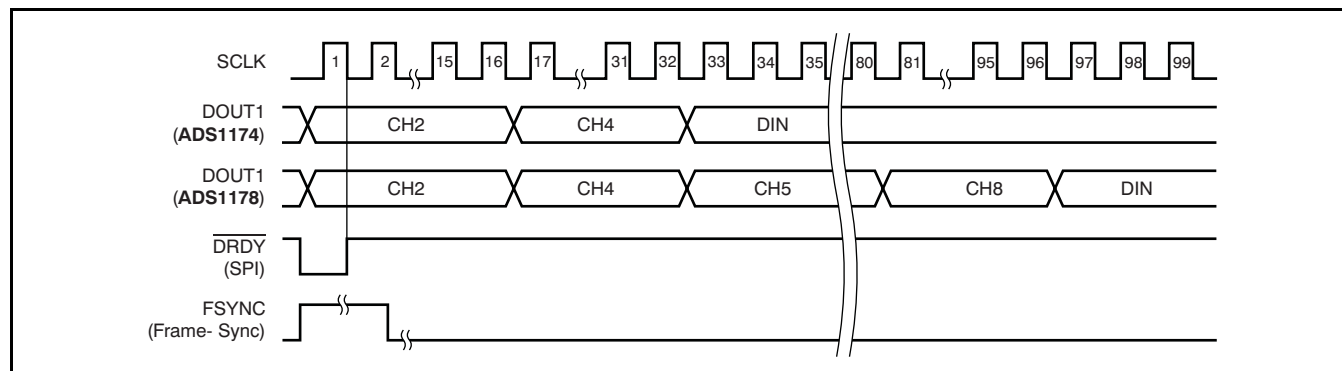 SCLK 1 2 15 16 17 31 32 33 34 35 80 81 95 96 97 98 99
DOUT1
(ADS1174)
CH2 CH4 DIN
DOUT1
(ADS1178)
CH2 CH4 CH5 CH8 DIN
DRDY
(SPI)
FSYNC
(Frame- Sync)